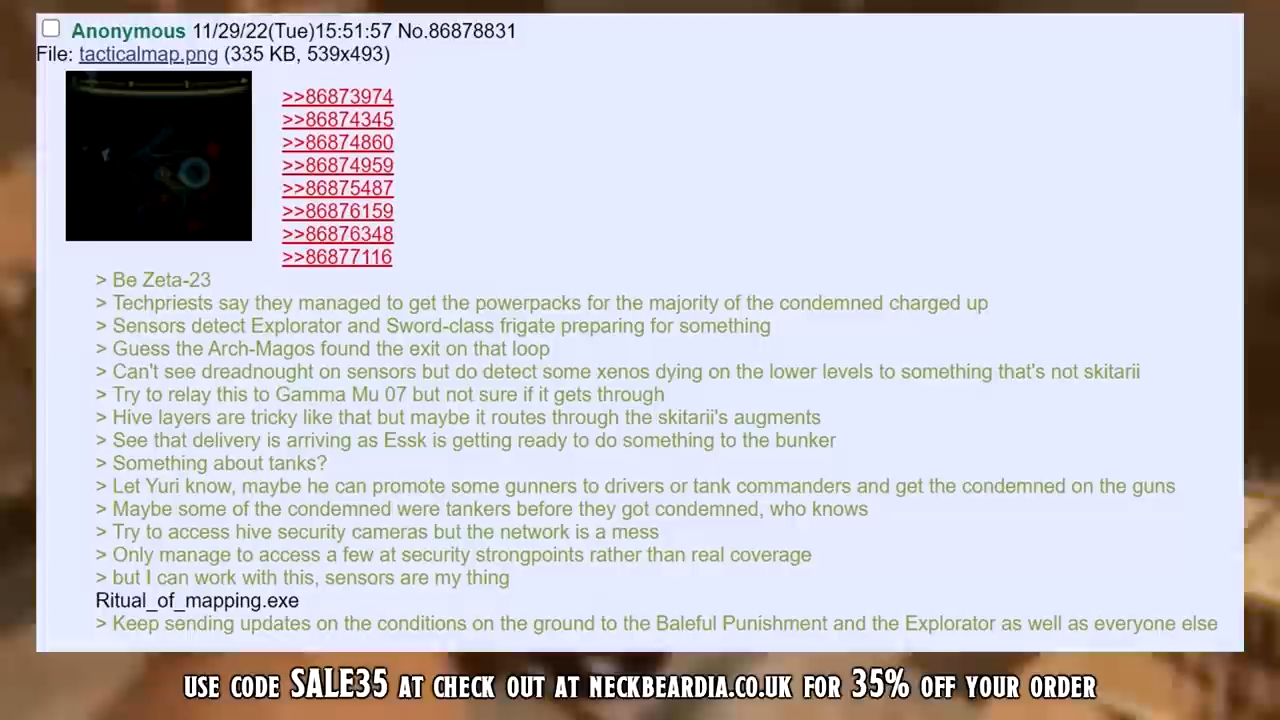 Anonymous 11/29/22(Tue)15:51:57 No.86878831
File: tacticalmap.png (335 KB, 539x493)
>>86873974
>>86874345
>>86874860
>>86874959
>>86875487
>>86876159
>>86876348
>>86877116
> Be Zeta-23
> Techpriests say they managed to get the powerpacks for the majority of the condemned charged up
> Sensors detect Explorator and Sword-class frigate preparing for something
> Guess the Arch-Magos found the exit on that loop
> Can't see dreadnought on sensors but do detect some xenos dying on the lower levels to something that's not skitarii
> Try to relay this to Gamma Mu 07 but not sure if it gets through
> Hive layers are tricky like that but maybe it routes through the skitarii's augments
> See that delivery is arriving as Essk is getting ready to do something to the bunker
> Something about tanks?
> Let Yuri know, maybe he can promote some gunners to drivers or tank commanders and get the condemned on the guns
> Maybe some of the condemned were tankers before they got condemned, who knows
> Try to access hive security cameras but the network is a mess
> Only manage to access a few at security strongpoints rather than real coverage
> but I can work with this, sensors are my thing
Ritual_of_mapping.exe
> Keep sending updates on the conditions on the ground to the Baleful Punishment and the Explorator as well as everyone else
USE CODE SALE35 AT CHECK OUT AT NECKBEARDIA.CO.UK FOR 35% OFF YOUR ORDER